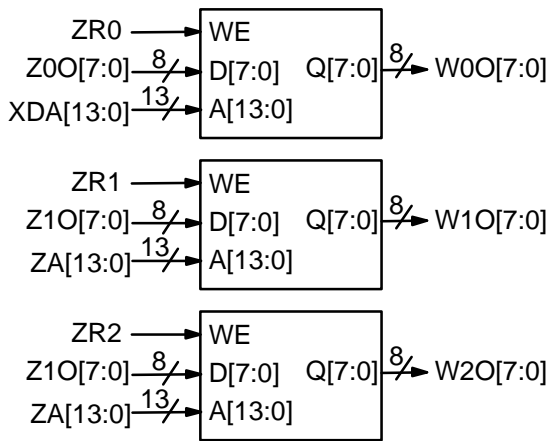 ZR0 WE
Z0O[7:0] 8 D[7:0] Q[7:0] 8 W0O[7:0]
XDA[13:0] 13 A[13:0]
ZR1 WE
Z1O[7:0] 8 D[7:0] Q[7:0] 8 W1O[7:0]
ZA[13:0] 13 A[13:0]
ZR2 WE
Z1O[7:0] 8 D[7:0] Q[7:0] 8 W2O[7:0]
ZA[13:0] 13 A[13:0]